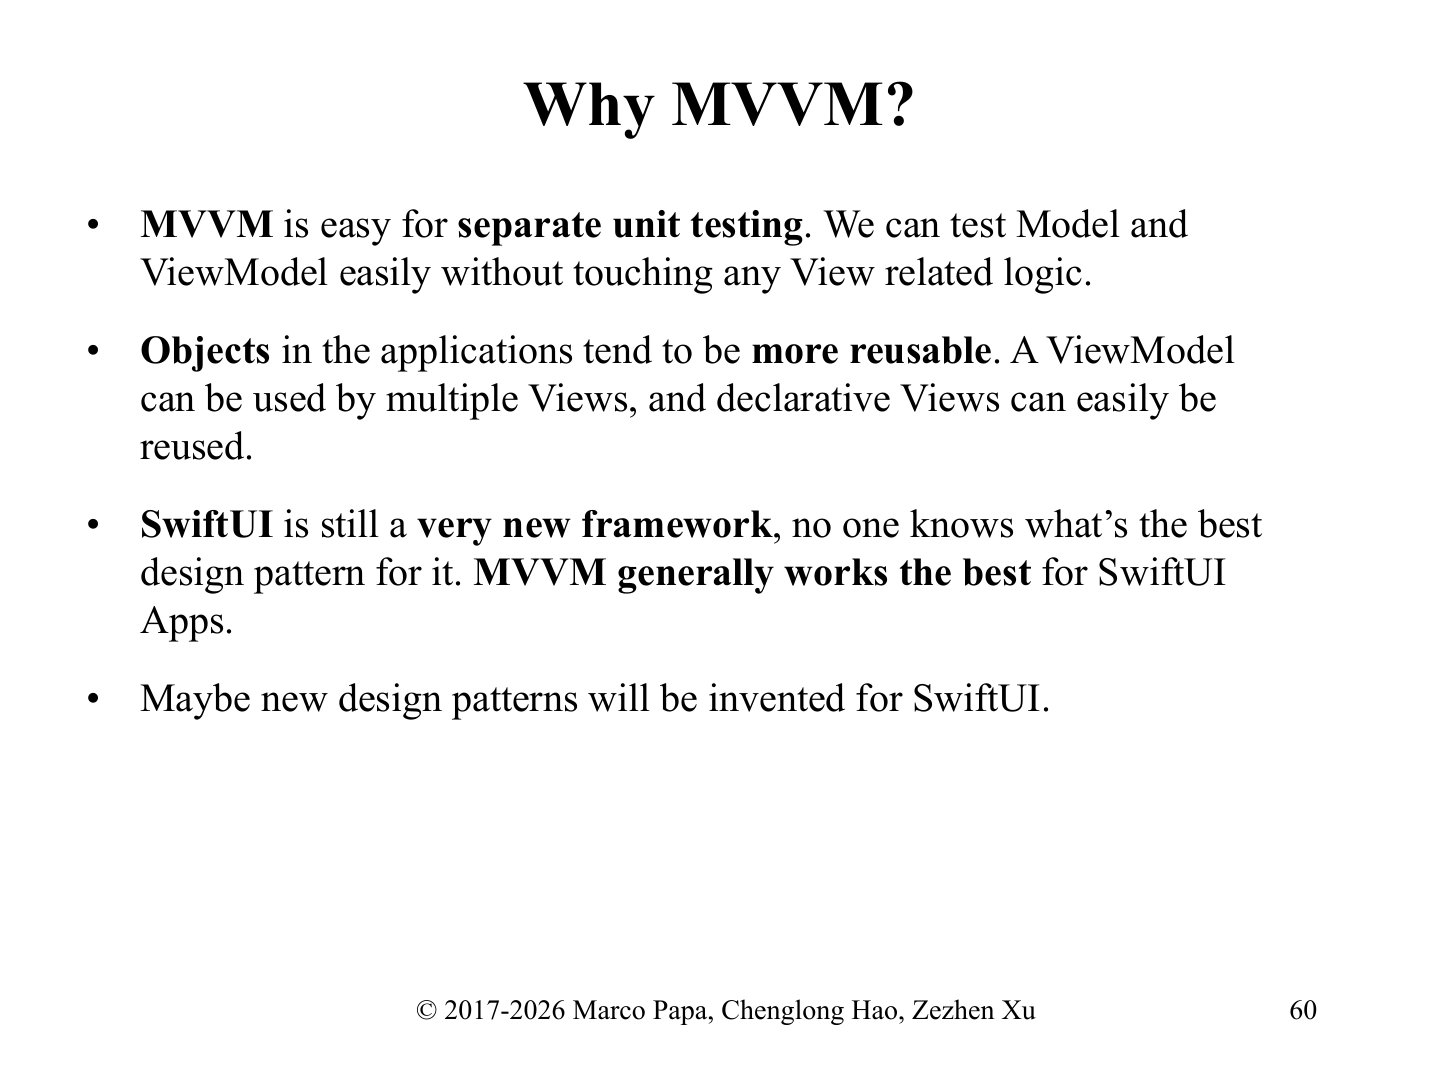 Why MVVM?
• MVVM is easy for separate unit testing. We can test Model and
ViewModel easily without touching any View related logic.
• Objects in the applications tend to be more reusable. A ViewModel
can be used by multiple Views, and declarative Views can easily be
reused.
• SwiftUI is still a very new framework, no one knows what’s the best
design pattern for it. MVVM generally works the best for SwiftUI
Apps.
• Maybe new design patterns will be invented for SwiftUI.
© 2017-2026 Marco Papa, Chenglong Hao, Zezhen Xu
60